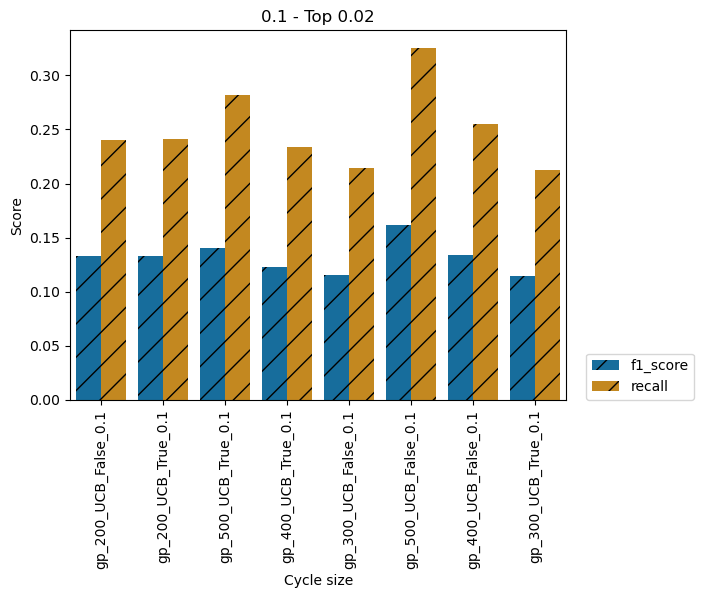 0.1 - Top 0.02
Score
0.30
0.25
0.20
0.15
0.10
0.05
0.00
gp_200_UCB_False_0.1
gp_200_UCB_True_0.1
gp_500_UCB_True_0.1
gp_400_UCB_True_0.1
gp_300_UCB_False_0.1
gp_500_UCB_False_0.1
gp_400_UCB_False_0.1
gp_300_UCB_True_0.1
Cycle size
f1_score
recall